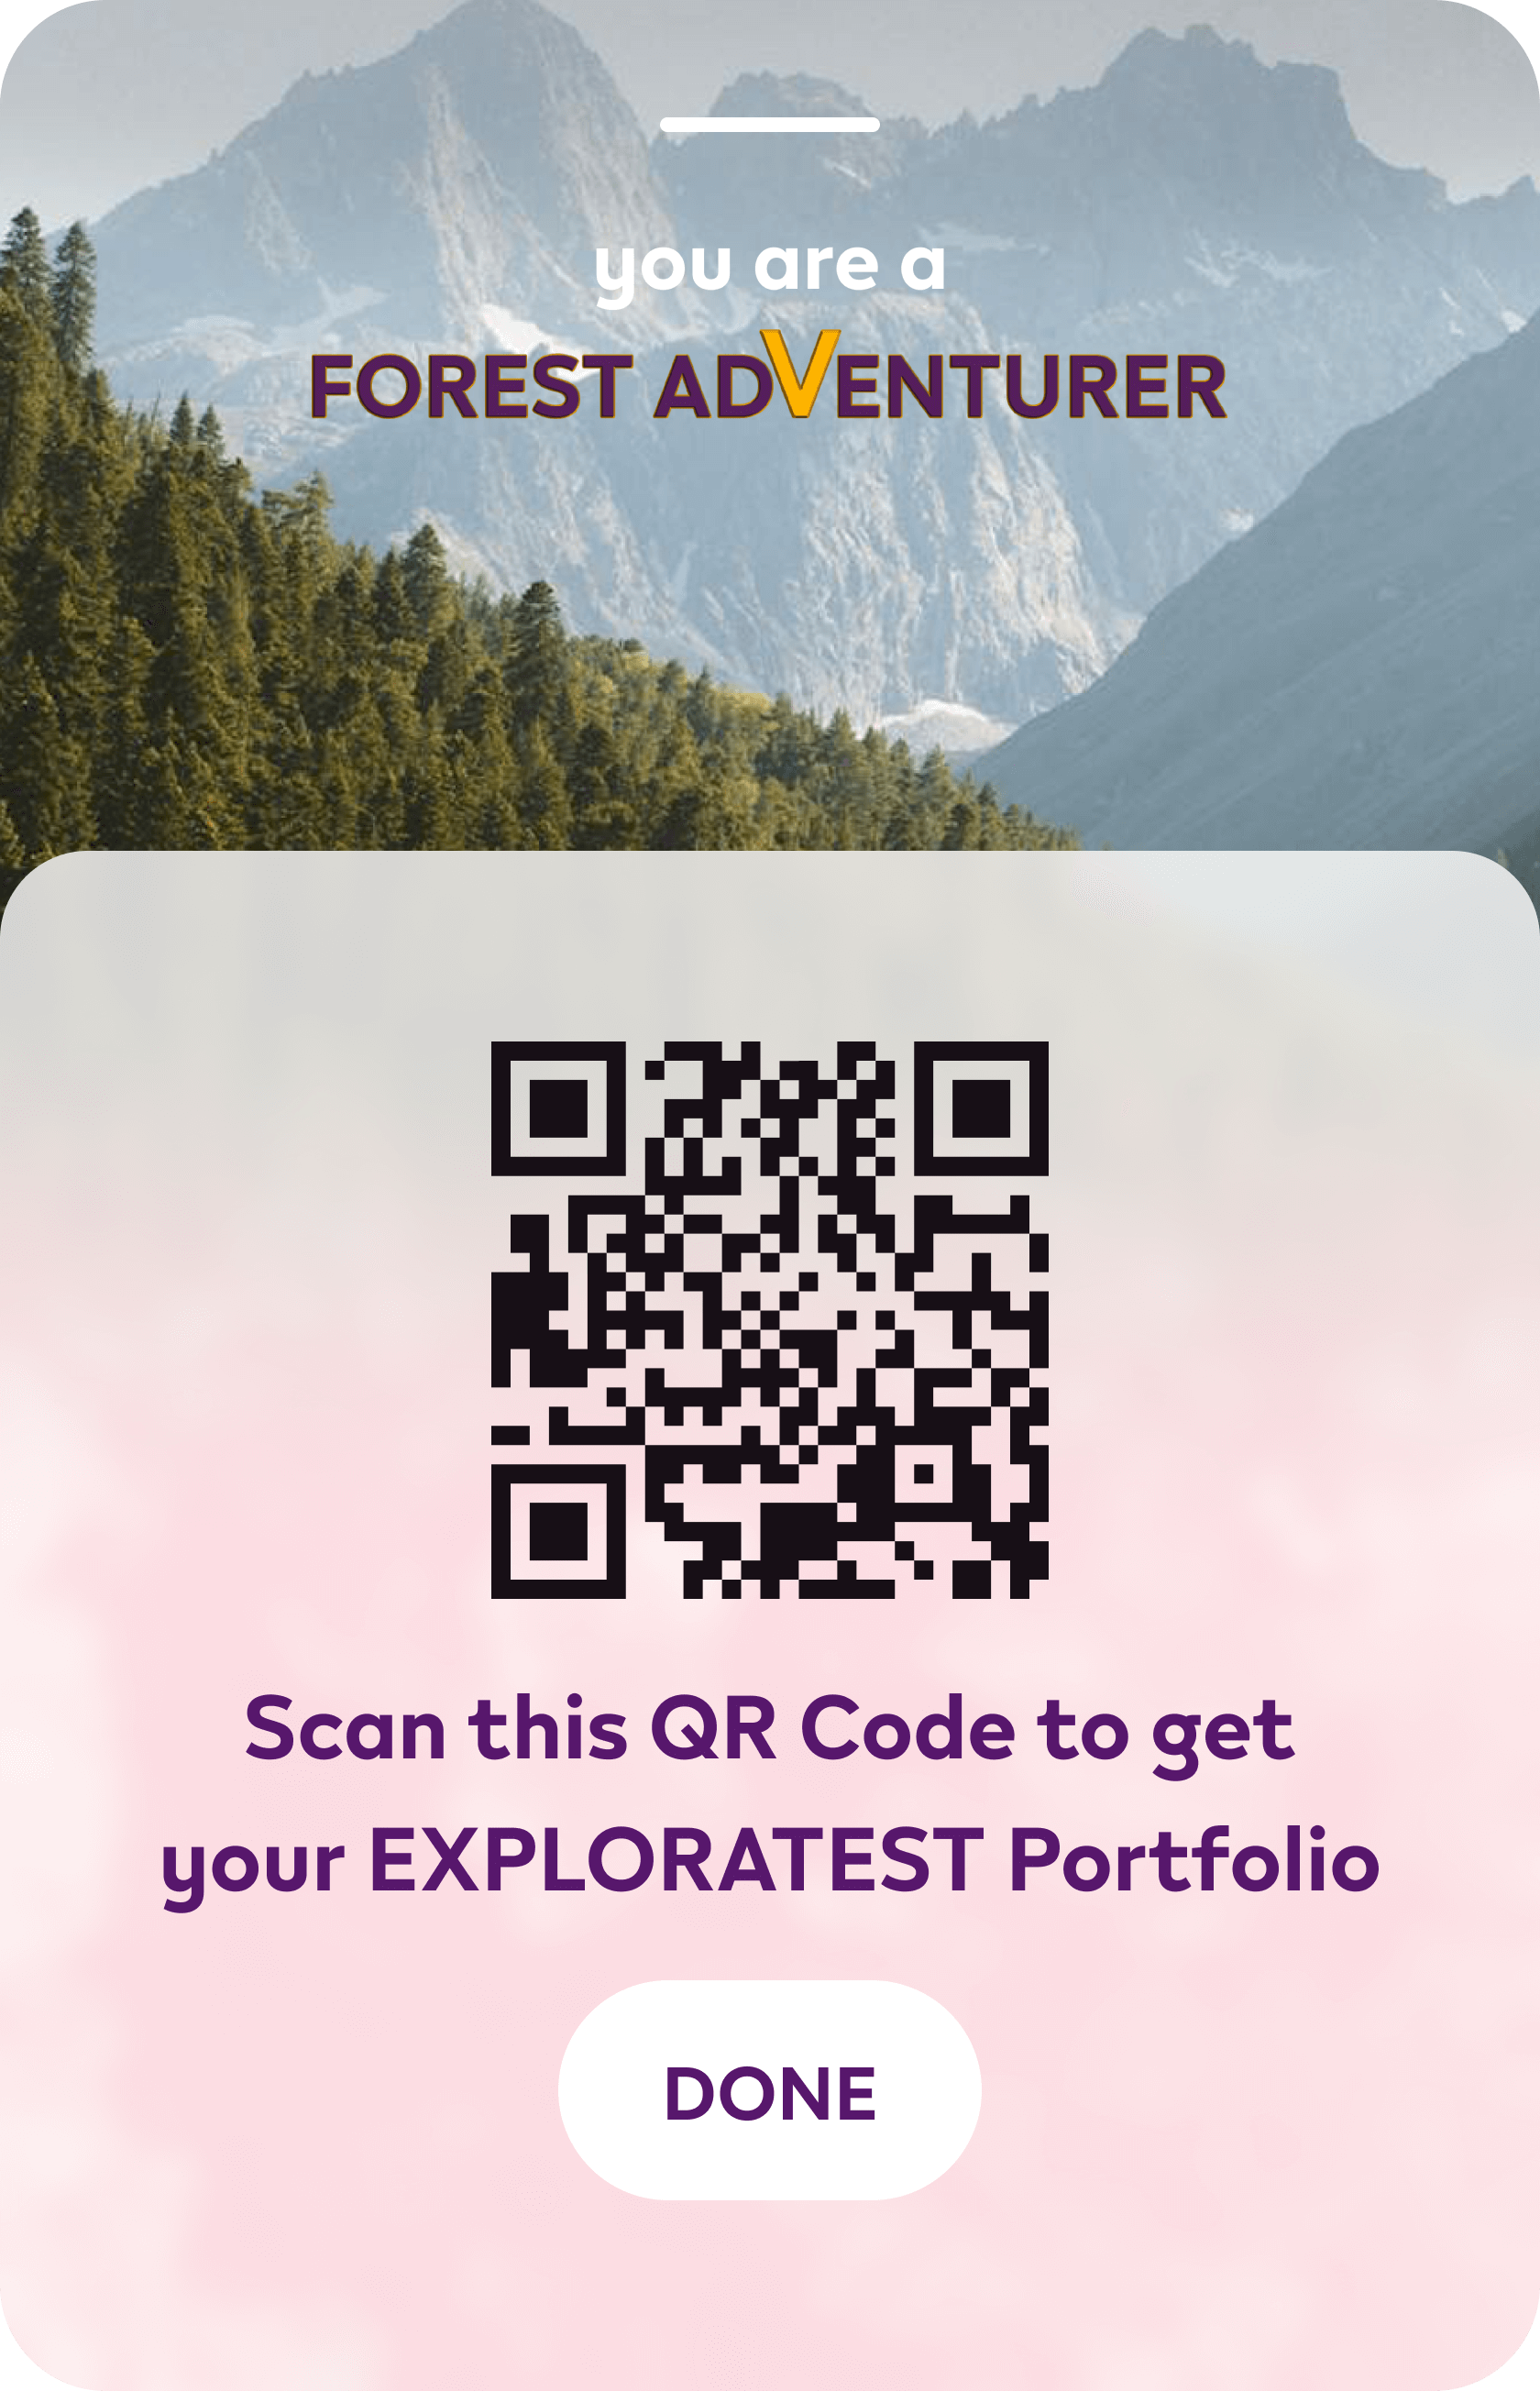 you are a
FOREST ADVENTURER
Scan this QR Code to get
your EXPLORATEST Portfolio
DONE